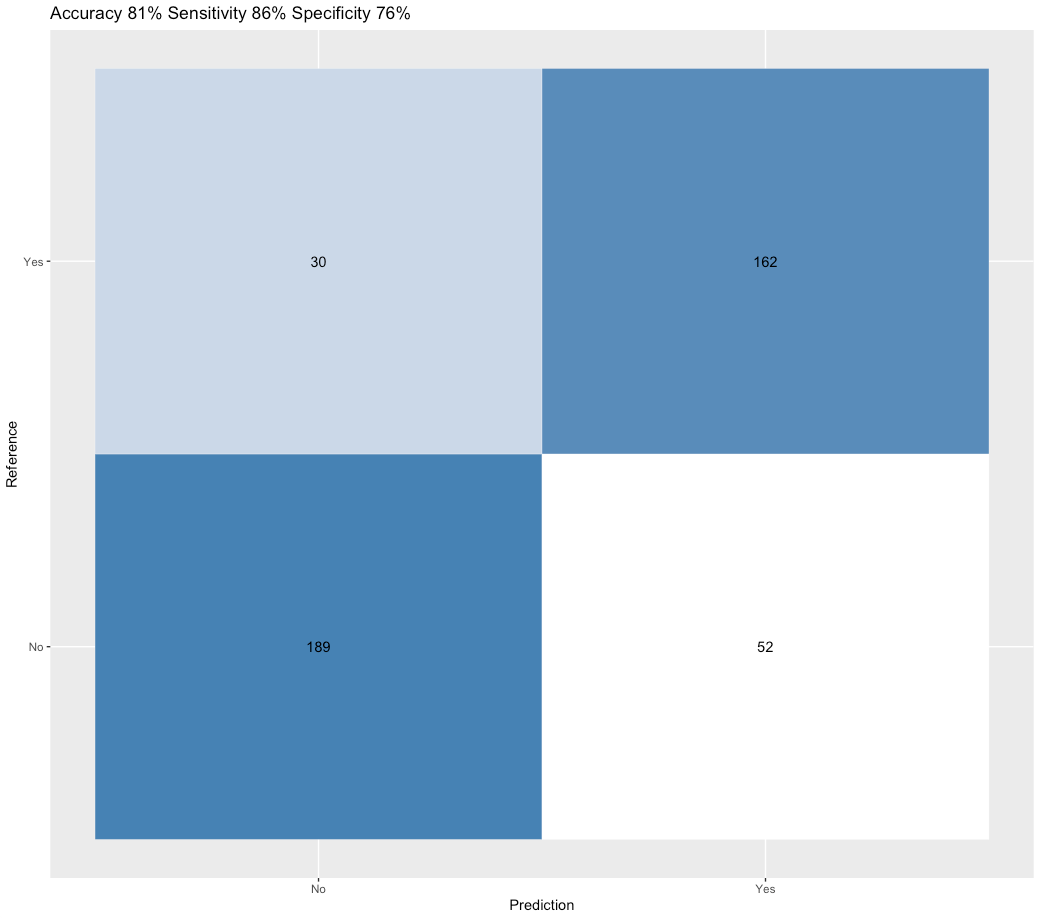 Accuracy 81% Sensitivity 86% Specificity 76%
Yes
30
162
Reference
No
189
52
No
Yes
Prediction